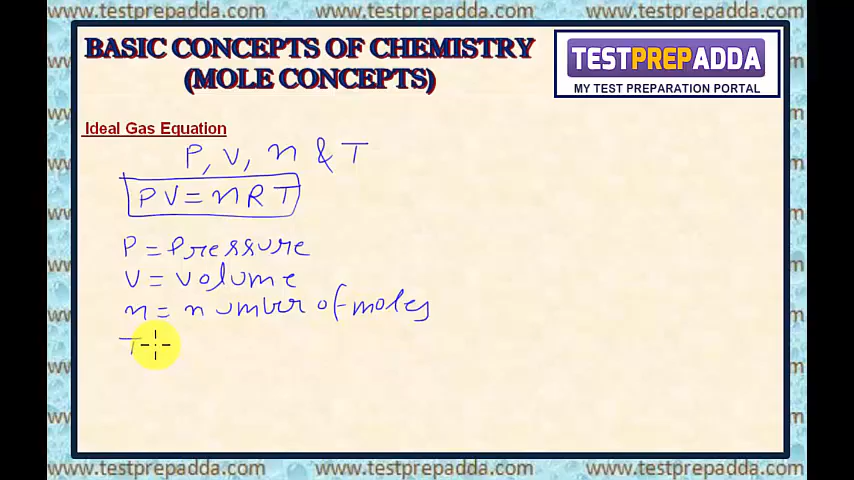 www.testprepadda.com www.testprepadda.com www.testprepadda.com
BASIC CONCEPTS OF CHEMISTRY
(MOLE CONCEPTS)
TESTPREPADDA
MY TEST PREPARATION PORTAL
Ideal Gas Equation
P, V, n & T
PV = nRT
P = Pressure
V = Volume
n = number of moles
T
www.testprepadda.com www.testprepadda.com www.testprepadda.com